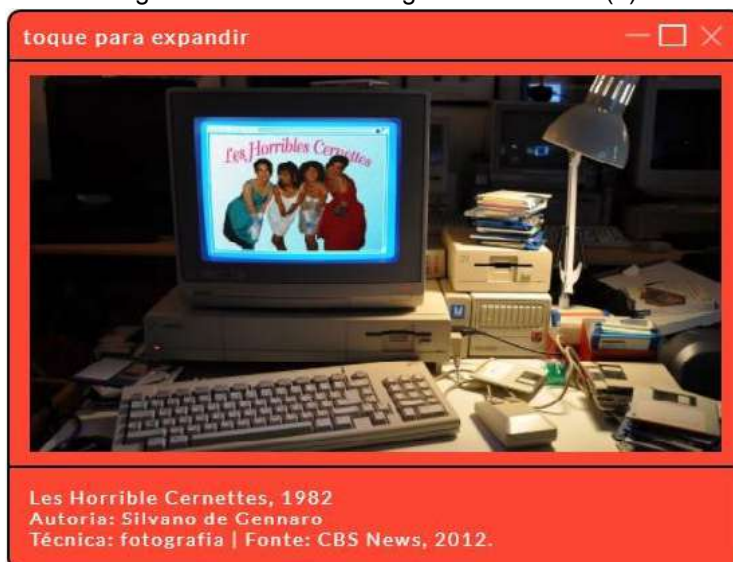 (1)
toque para expandir
Les Horribles Cernettes
Les Horrible Cernettes, 1982
Autoria: Silvano de Gennaro
Técnica: fotografia | Fonte: CBS News, 2012.